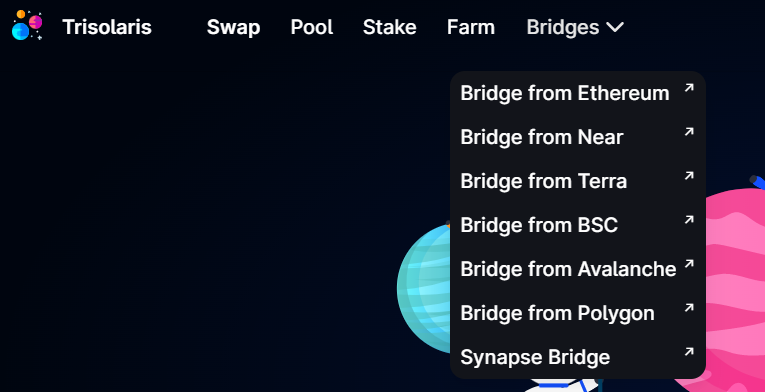 Trisolaris Swap Pool Stake Farm Bridges
Bridge from Ethereum
Bridge from Near
Bridge from Terra
Bridge from BSC
Bridge from Avalanche
Bridge from Polygon
Synapse Bridge